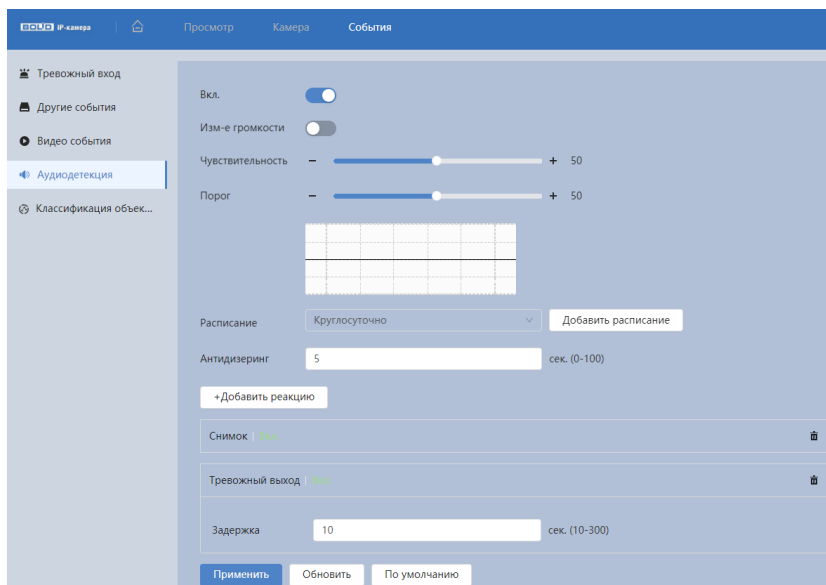 BOLID IP-камера Просмотр Камера События
Тревожный вход
Другие события
Видео события
Аудиодетекция
Классификация объек...
Вкл.
Изм-е громкости
Чувствительность − + 50
Порог − + 50
Расписание Круглосуточно Добавить расписание
Антидизеринг 5 сек. (0-100)
+Добавить реакцию
Снимок |
Тревожный выход |
Задержка 10 сек. (10-300)
Применить Обновить По умолчанию